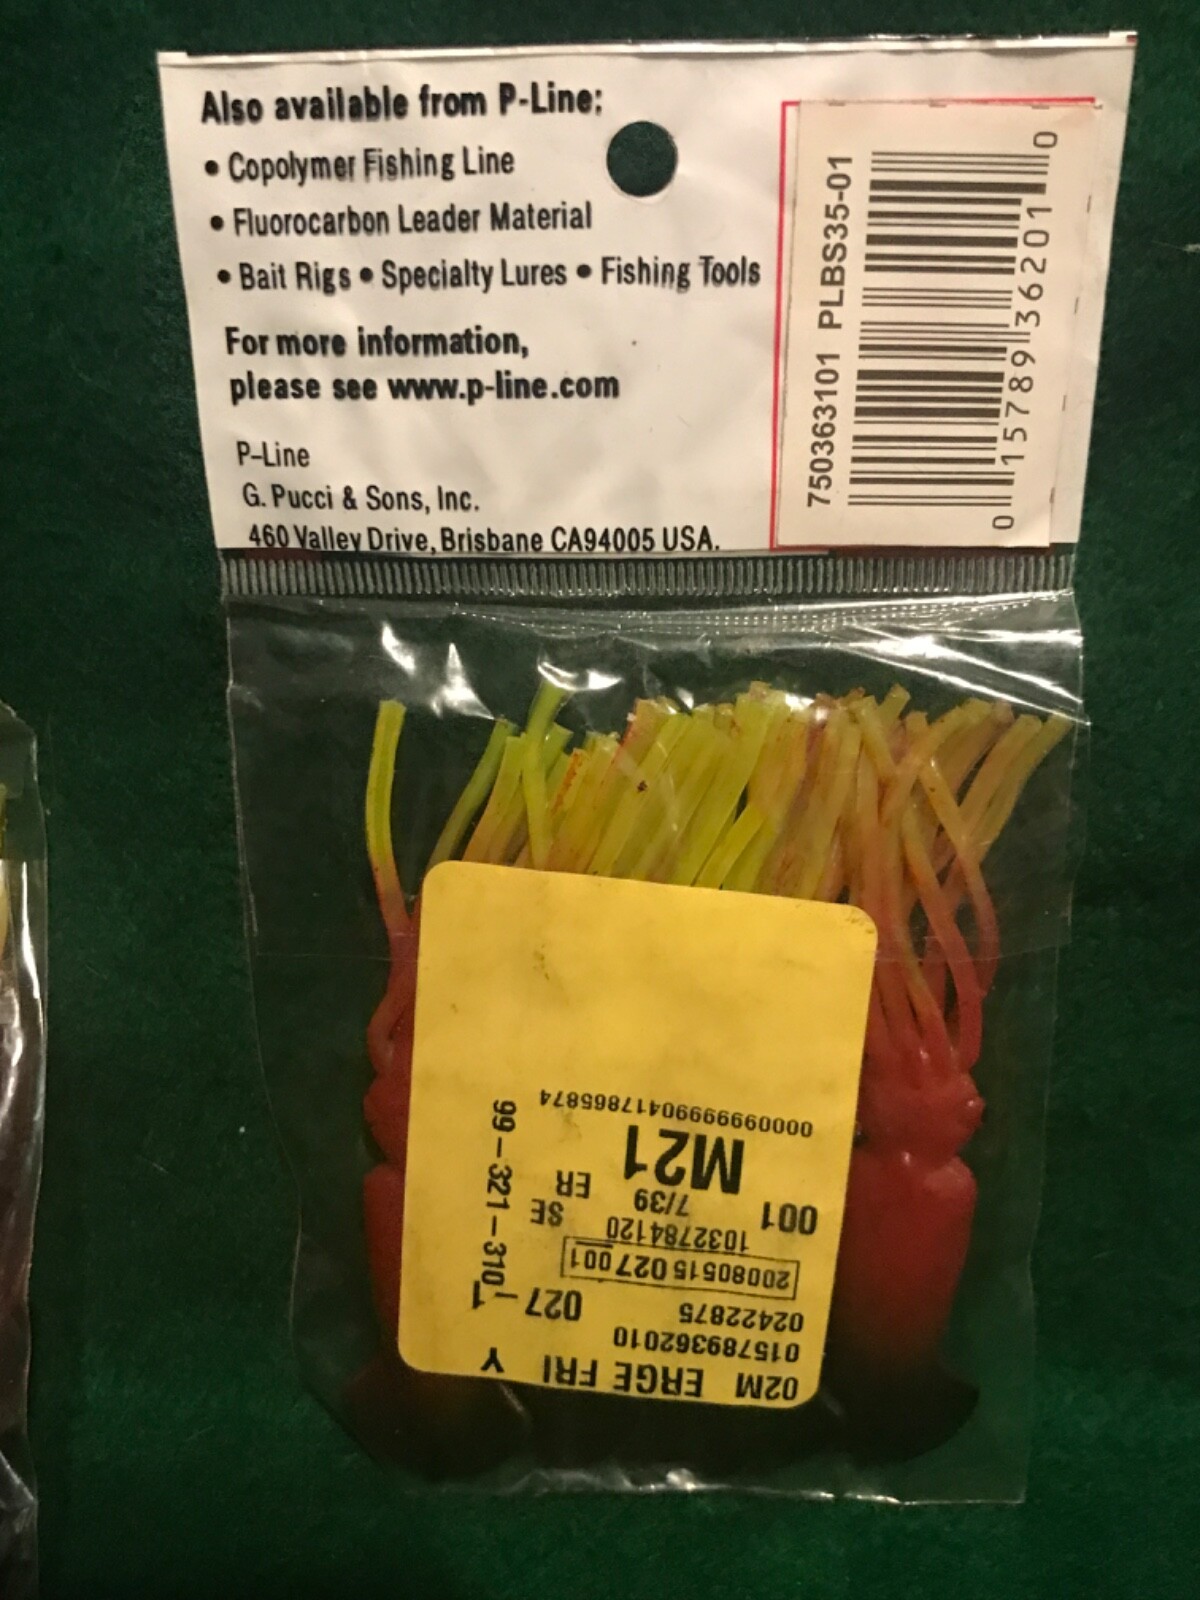 Also available from P-Line:
• Copolymer Fishing Line
• Fluorocarbon Leader Material
• Bait Rigs • Specialty Lures • Fishing Tools
For more information,
please see www.p-line.com
P-Line
G. Pucci & Sons, Inc.
460 Valley Drive, Brisbane CA94005 USA.
750363101 PLBS35-01
0 15789 36201 0
02M ERGE FRI Y
015789362010
02422875 027 1
20080515 027 001
1032784120 SE
001 7/39 ER
M21
00009999999041786587​4
99-321-310